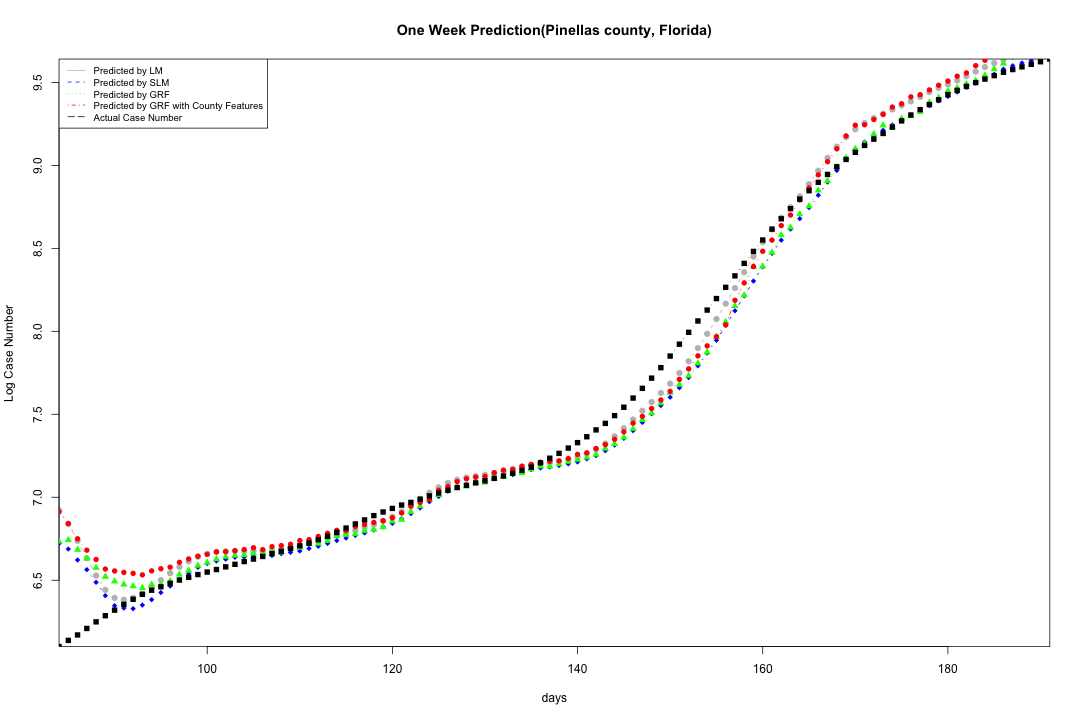 One Week Prediction(Pinellas county, Florida)
Predicted by LM
Predicted by SLM
Predicted by GRF
Predicted by GRF with County Features
Actual Case Number
Log Case Number
9.5
9.0
8.5
8.0
7.5
7.0
6.5
100 120 140 160 180
days